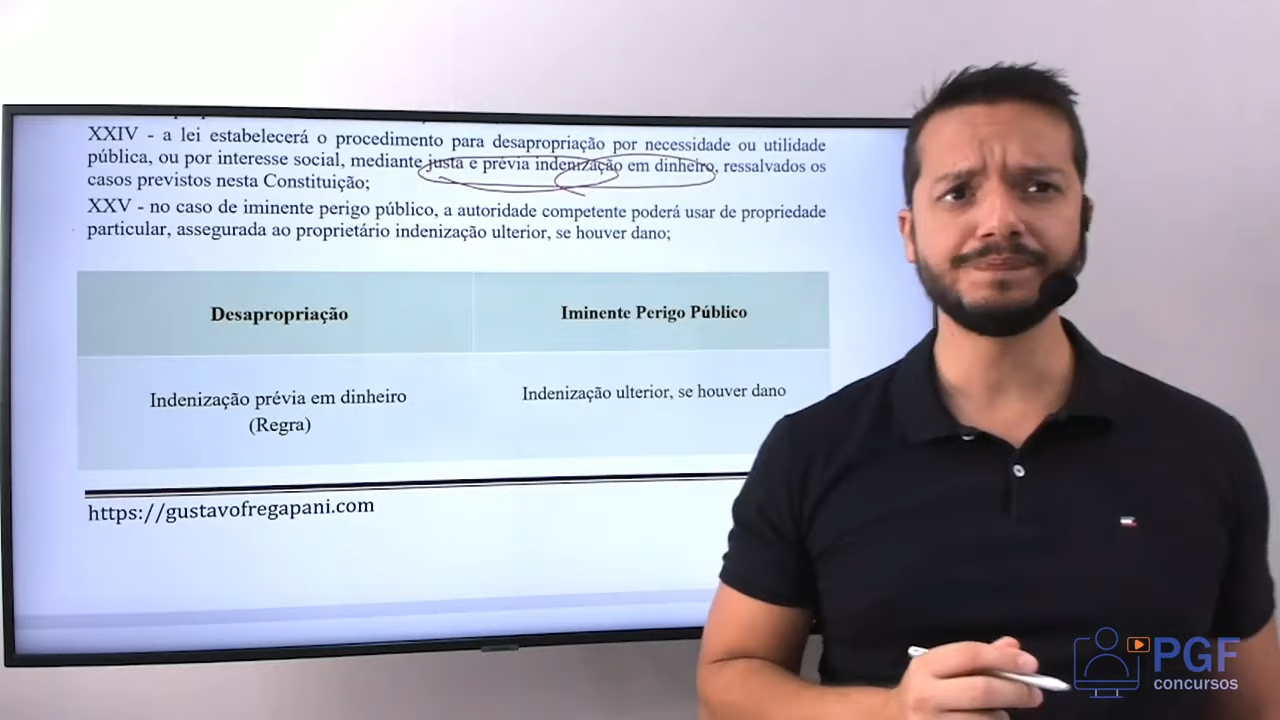 XXIV - a lei estabelecerá o procedimento para desapropriação por necessidade ou utilidade
pública, ou por interesse social, mediante justa e prévia indenização em dinheiro, ressalvados os
casos previstos nesta Constituição;
XXV - no caso de iminente perigo público, a autoridade competente poderá usar de propriedade
particular, assegurada ao proprietário indenização ulterior, se houver dano;
Desapropriação
Iminente Perigo Público
Indenização prévia em dinheiro
(Regra)
Indenização ulterior, se houver dano
https://gustavofregapani.com
PGF
concursos